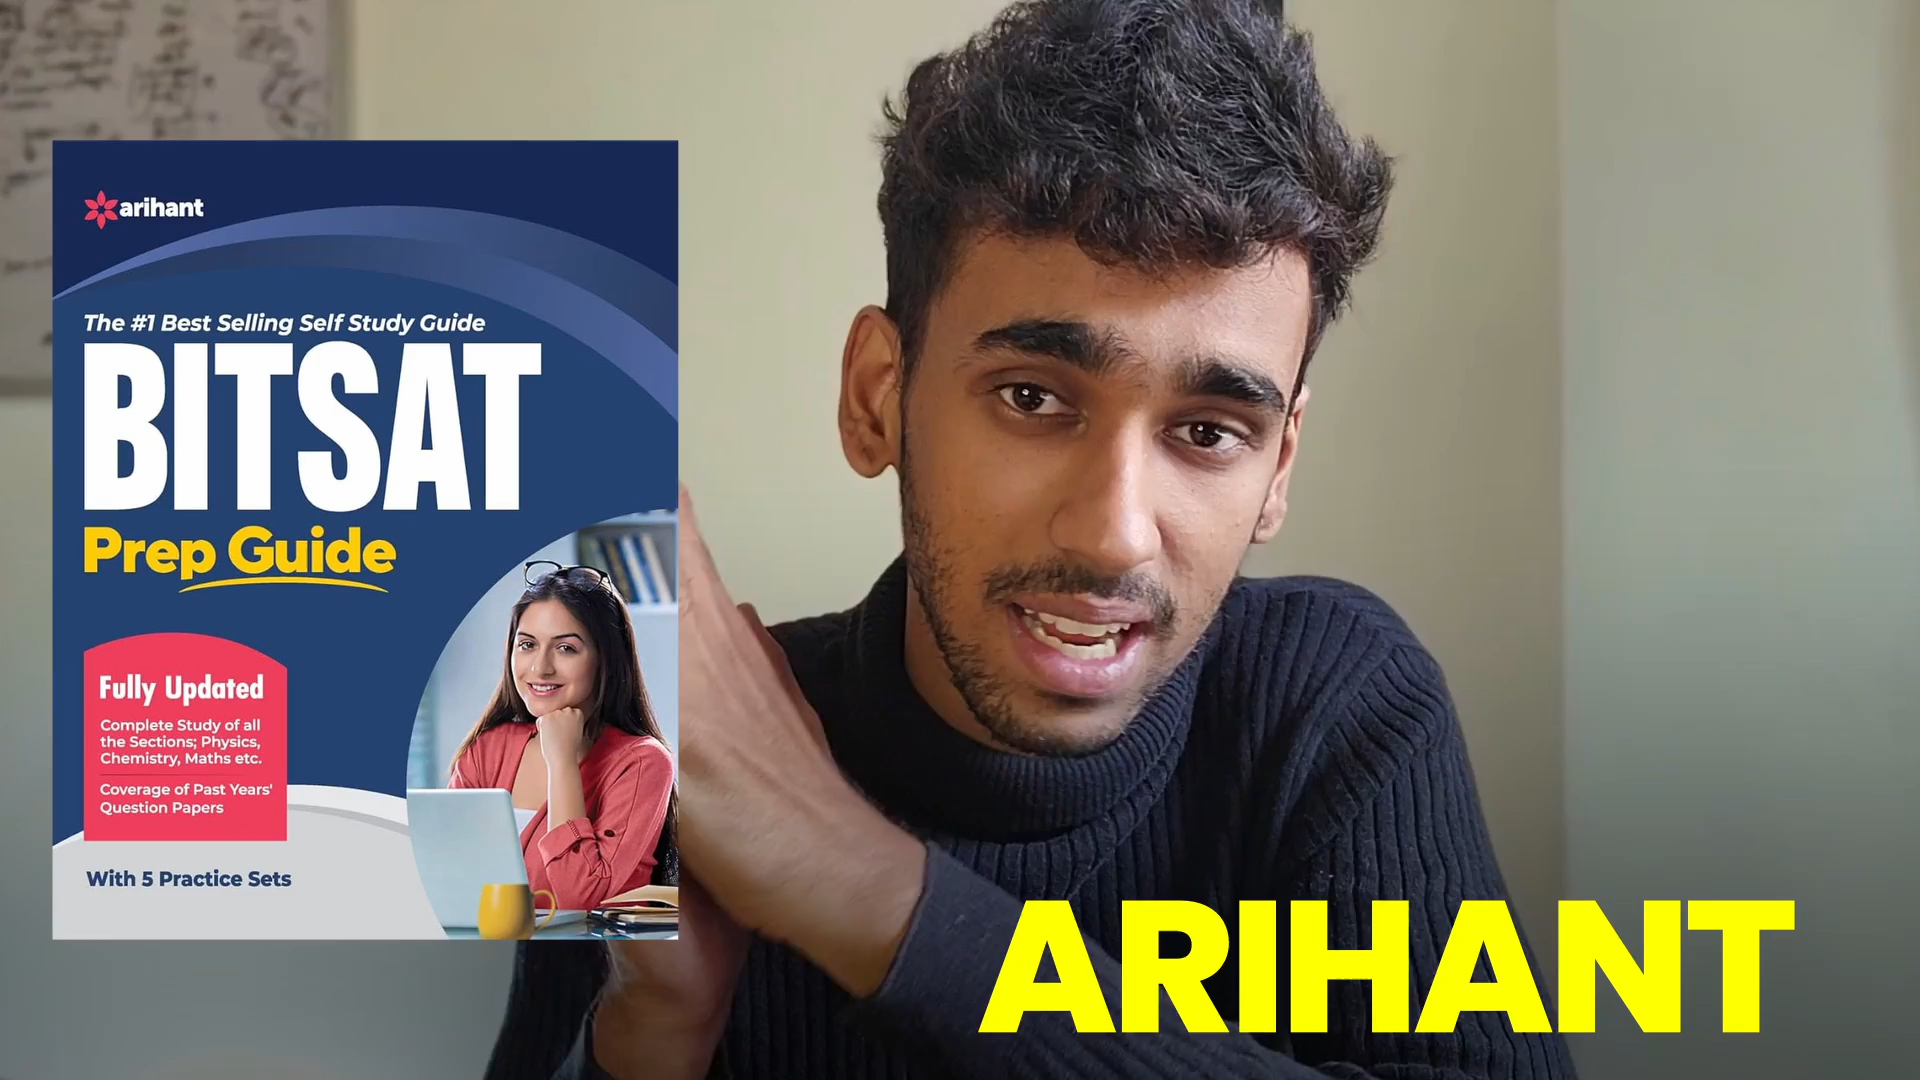 arihant
The #1 Best Selling Self Study Guide
BITSAT
Prep Guide
Fully Updated
Complete Study of all
the Sections; Physics,
Chemistry, Maths etc.
Coverage of Past Years'
Question Papers
With 5 Practice Sets
ARIHANT